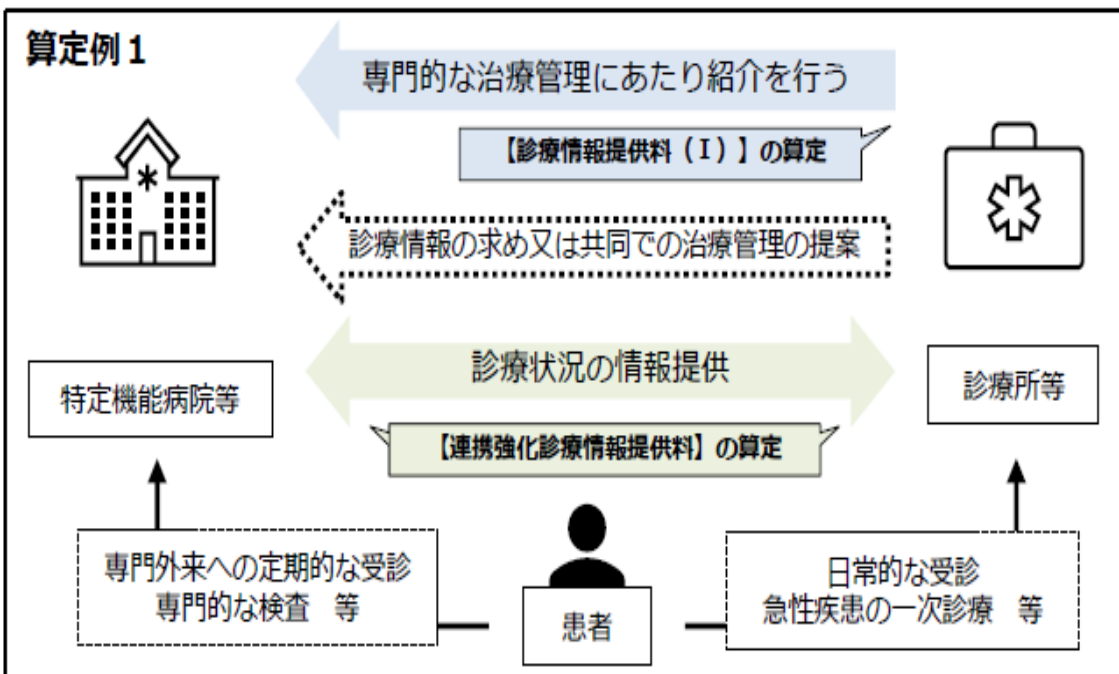 算定例1
専門的な治療管理にあたり紹介を行う
【診療情報提供料(Ⅰ)】の算定
診療情報の求め又は共同での治療管理の提案
診療状況の情報提供
特定機能病院等
診療所等
【連携強化診療情報提供料】の算定
専門外来への定期的な受診
専門的な検査 等
患者
日常的な受診
急性疾患の一次診療 等